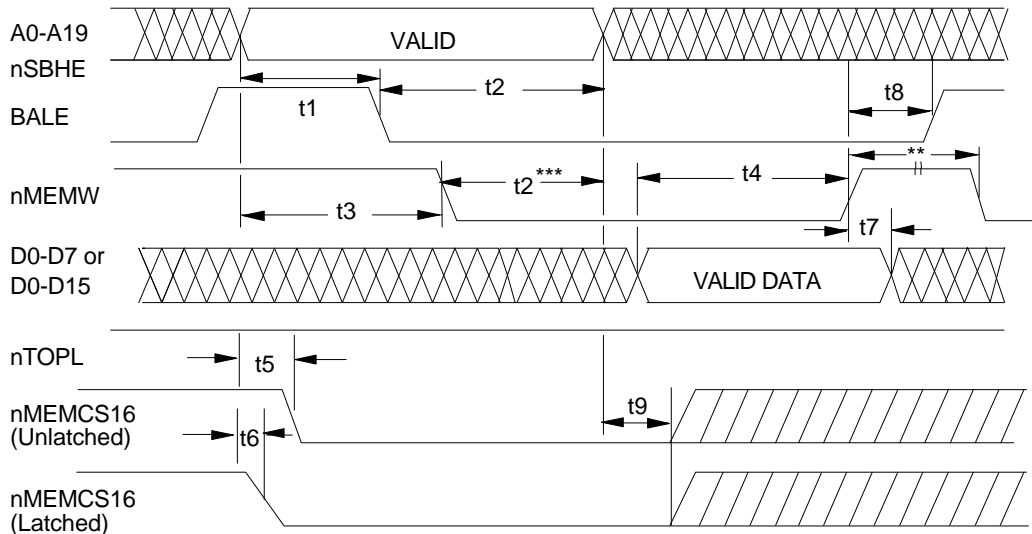 A0-A19
VALID
nSBHE
t1
t2
t8
BALE
**
nMEMW
t2***
t4
t3
t7
D0-D7 or
D0-D15
VALID DATA
nTOPL
t5
nMEMCS16
(Unlatched)
t9
t6
nMEMCS16
(Latched)